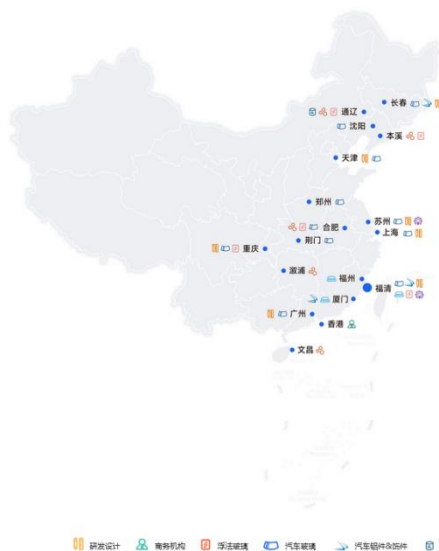 长春
通辽
沈阳
本溪
天津
郑州
苏州
合肥
上海
荆门
重庆
溆浦
福州
福清
厦门
广州
香港
文昌
研发设计
商务机构
浮法玻璃
汽车玻璃
汽车铝件&饰件